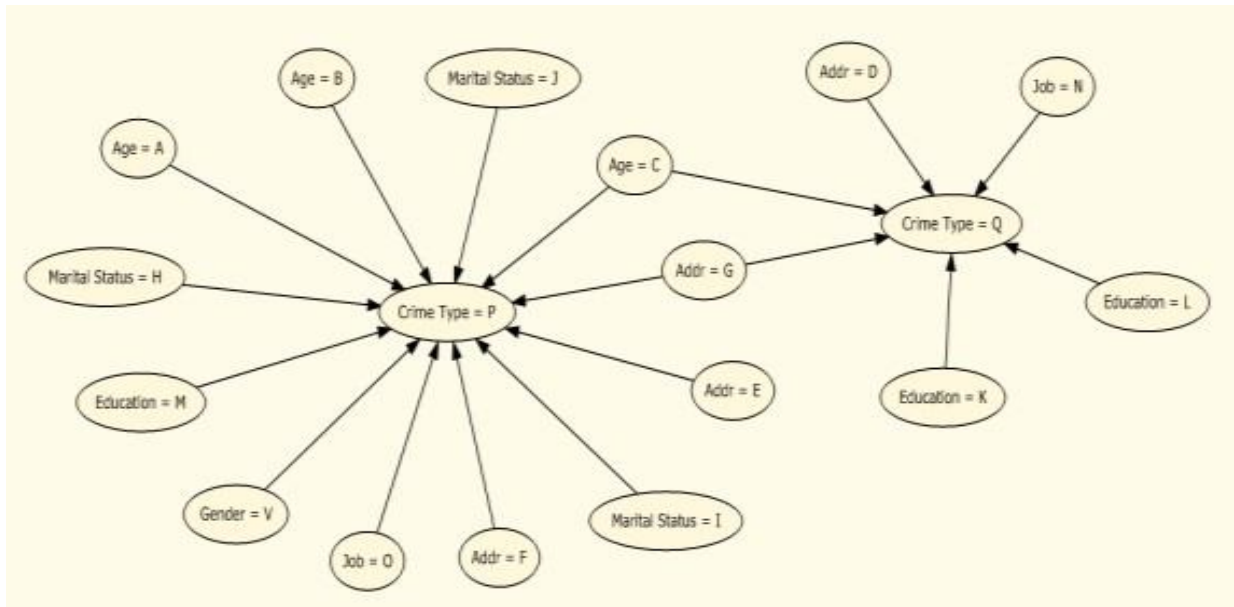 Age = B
Marital Status = J
Addr = D
Job = N
Age = A
Age = C
Crime Type = Q
Marital Status = H
Addr = G
Crime Type = P
Education = L
Education = M
Addr = E
Education = K
Gender = V
Job = O
Addr = F
Marital Status = I